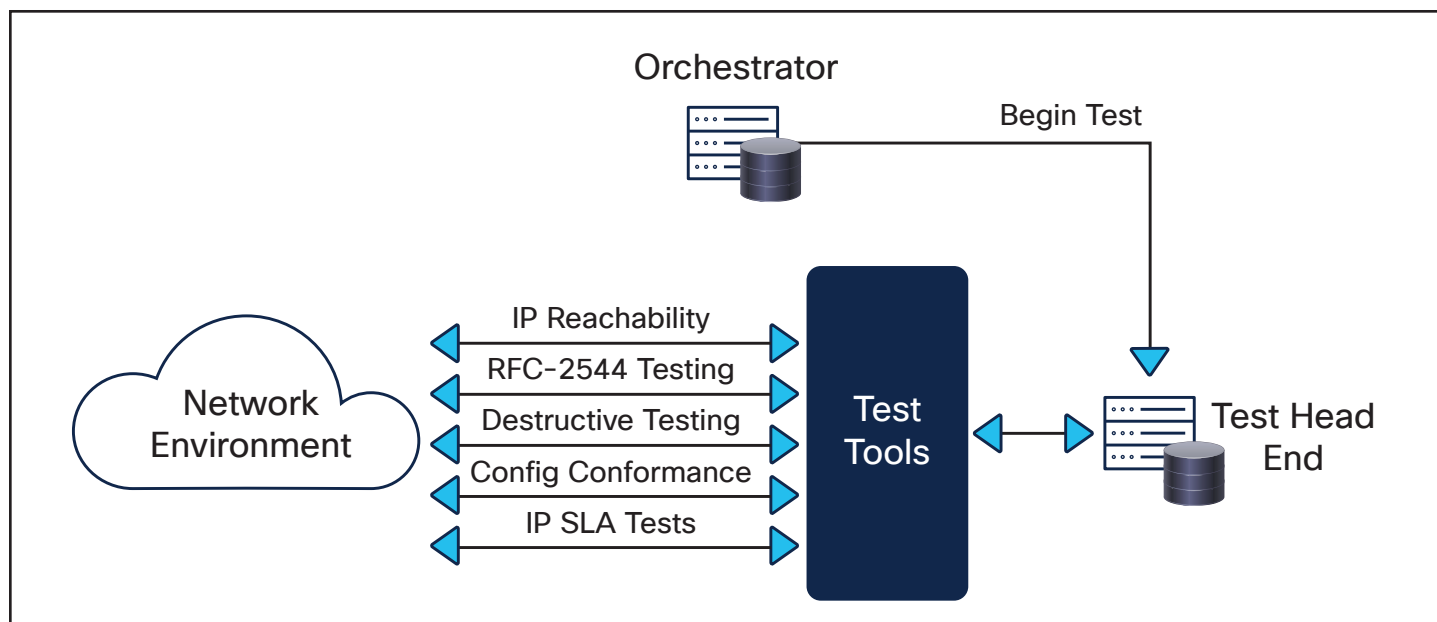 Orchestrator
Begin Test
IP Reachability
RFC-2544 Testing
Destructive Testing
Config Conformance
IP SLA Tests
Network
Environment
Test
Tools
Test Head
End